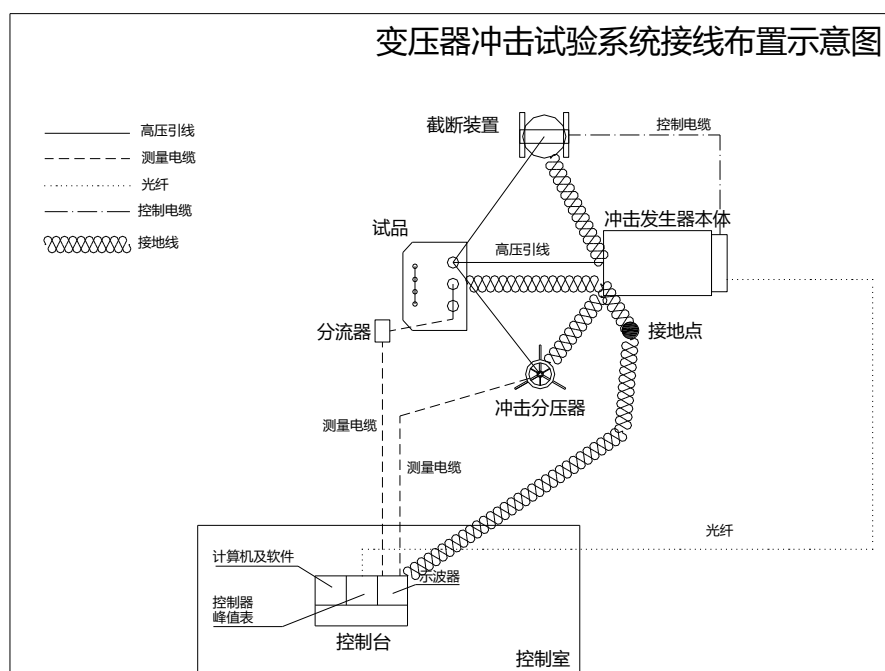 变压器冲击试验系统接线布置示意图
截断装置
控制电缆
高压引线
测量电缆
光纤
控制电缆
接地线
试品
冲击发生器本体
高压引线
分流器
接地点
冲击分压器
测量电缆
测量电缆
光纤
计算机及软件
示波器
控制器
峰值表
控制台
控制室